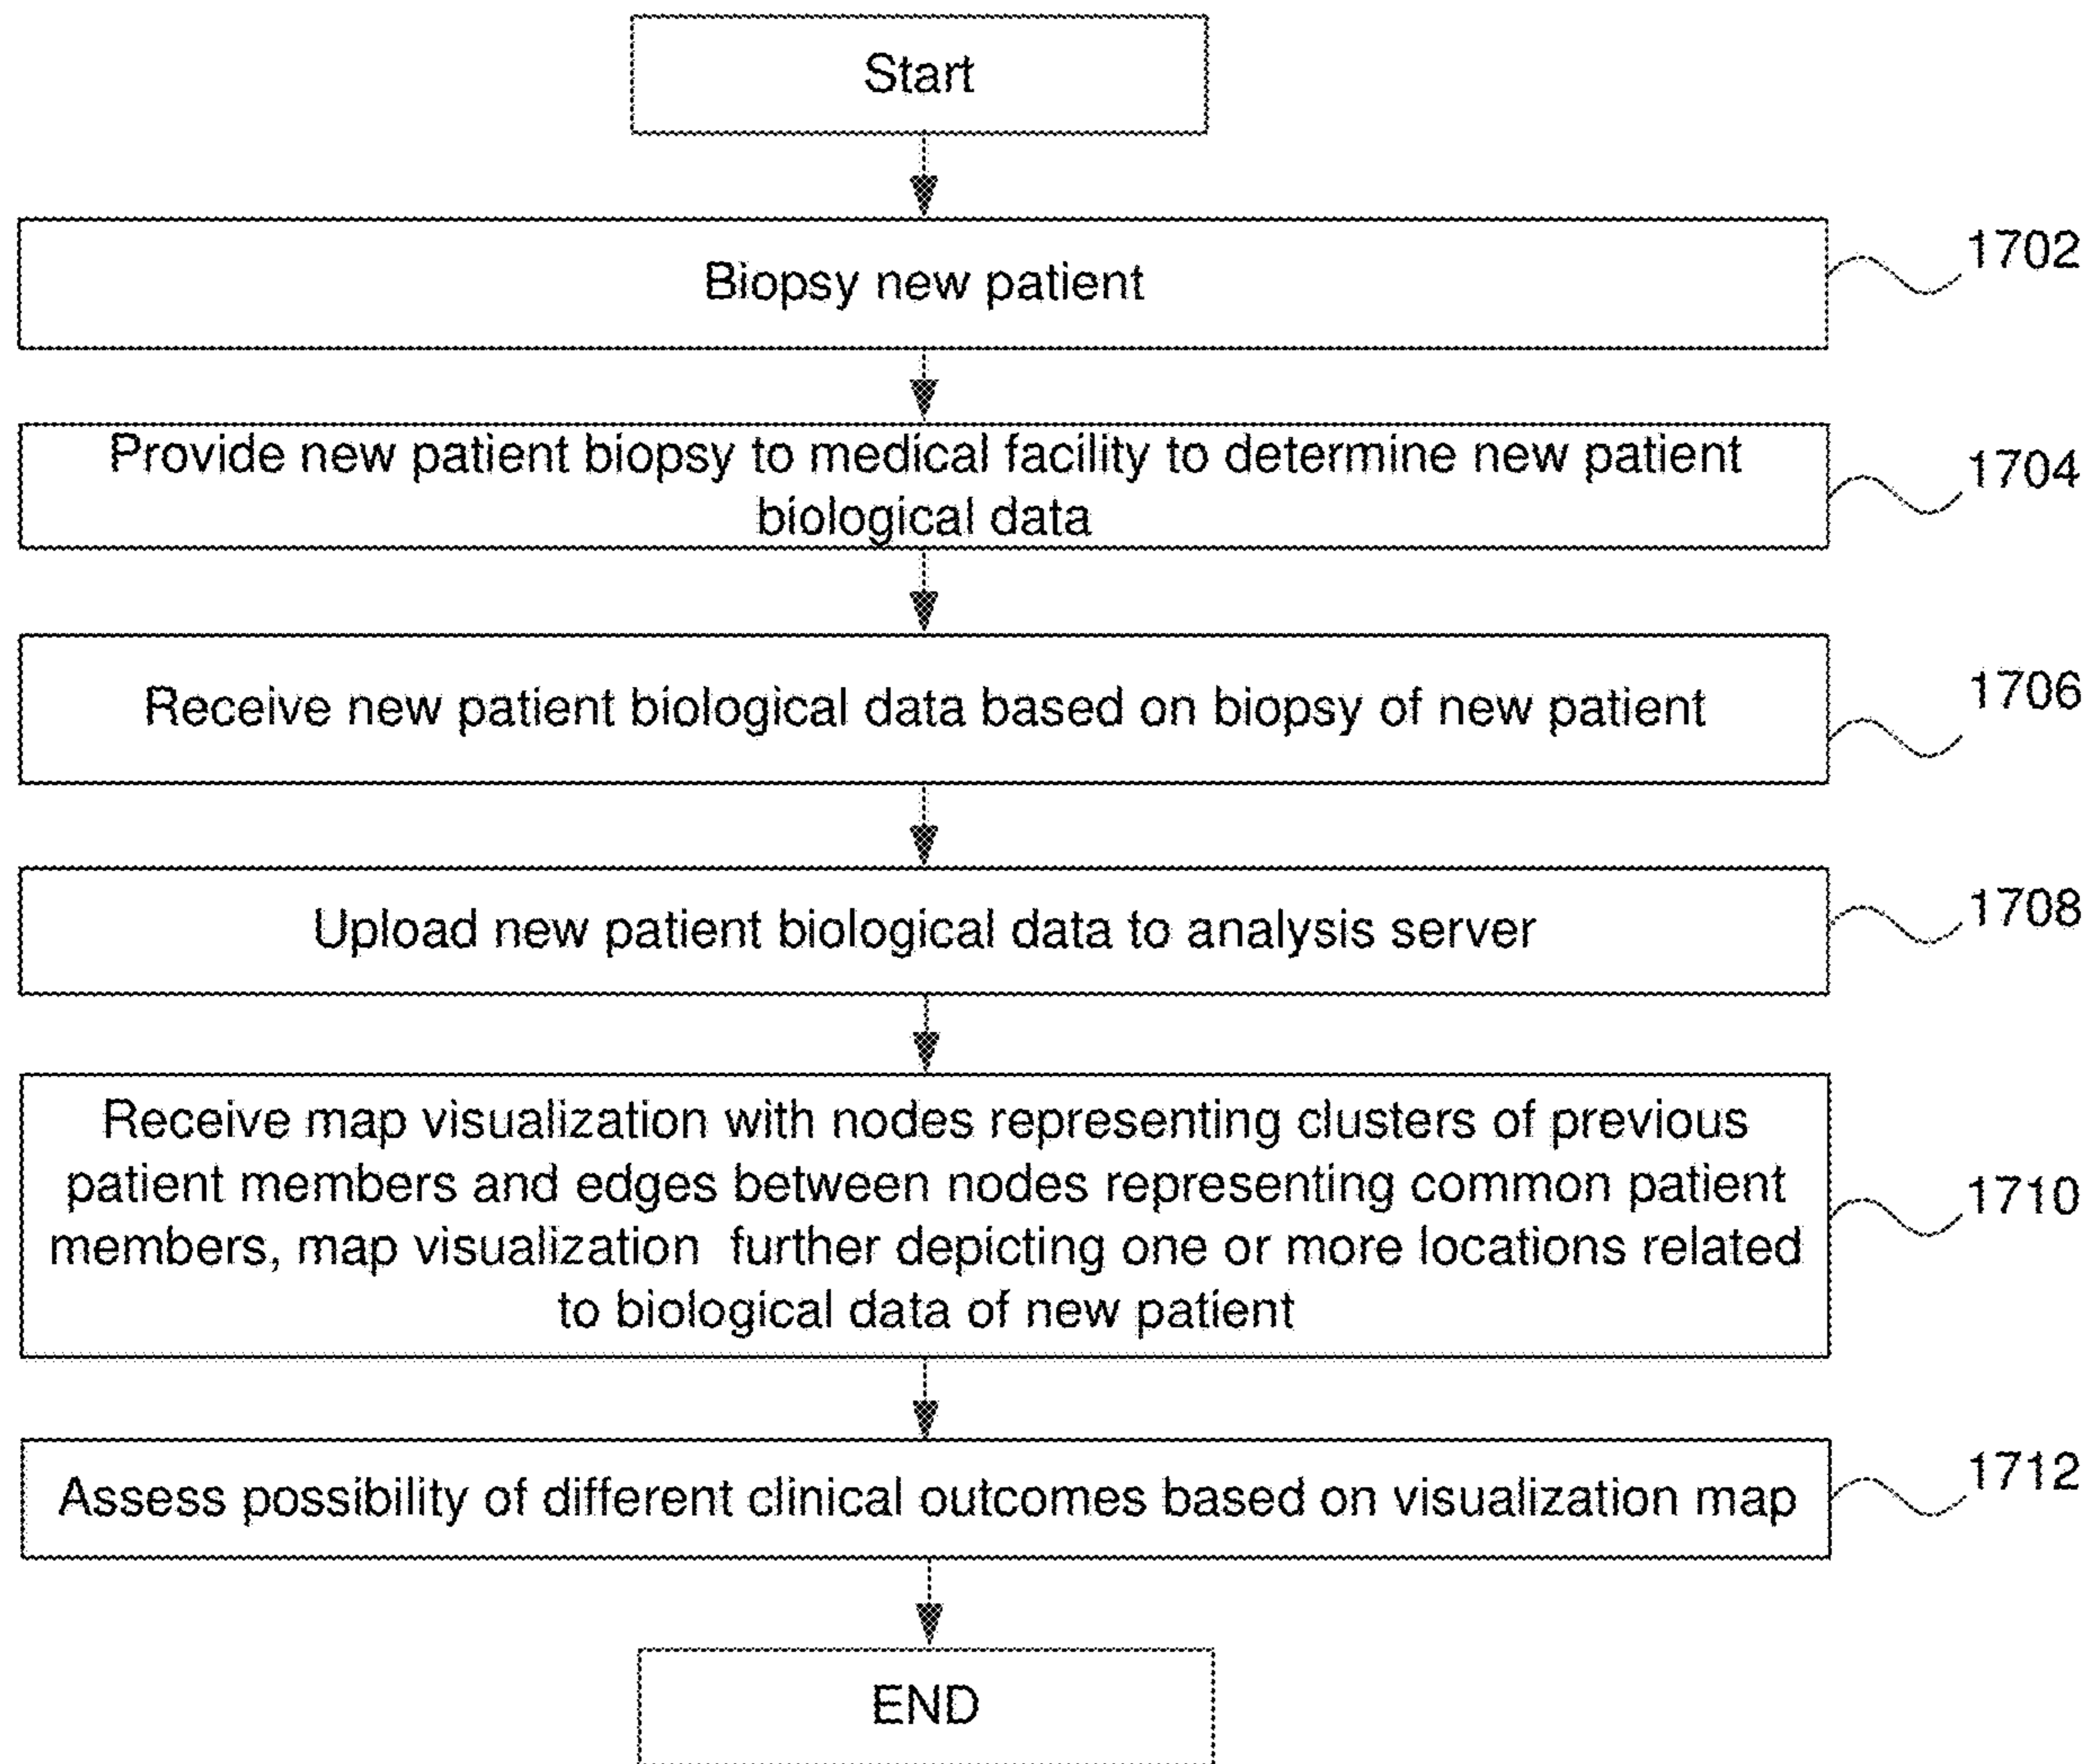 Start
Biopsy new patient
1702
Provide new patient biopsy to medical facility to determine new patient
biological data
1704
Receive new patient biological data based on biopsy of new patient
1706
Upload new patient biological data to analysis server
1708
Receive map visualization with nodes representing clusters of previous
patient members and edges between nodes representing common patient
members, map visualization further depicting one or more locations related
to biological data of new patient
1710
Assess possibility of different clinical outcomes based on visualization map
1712
END